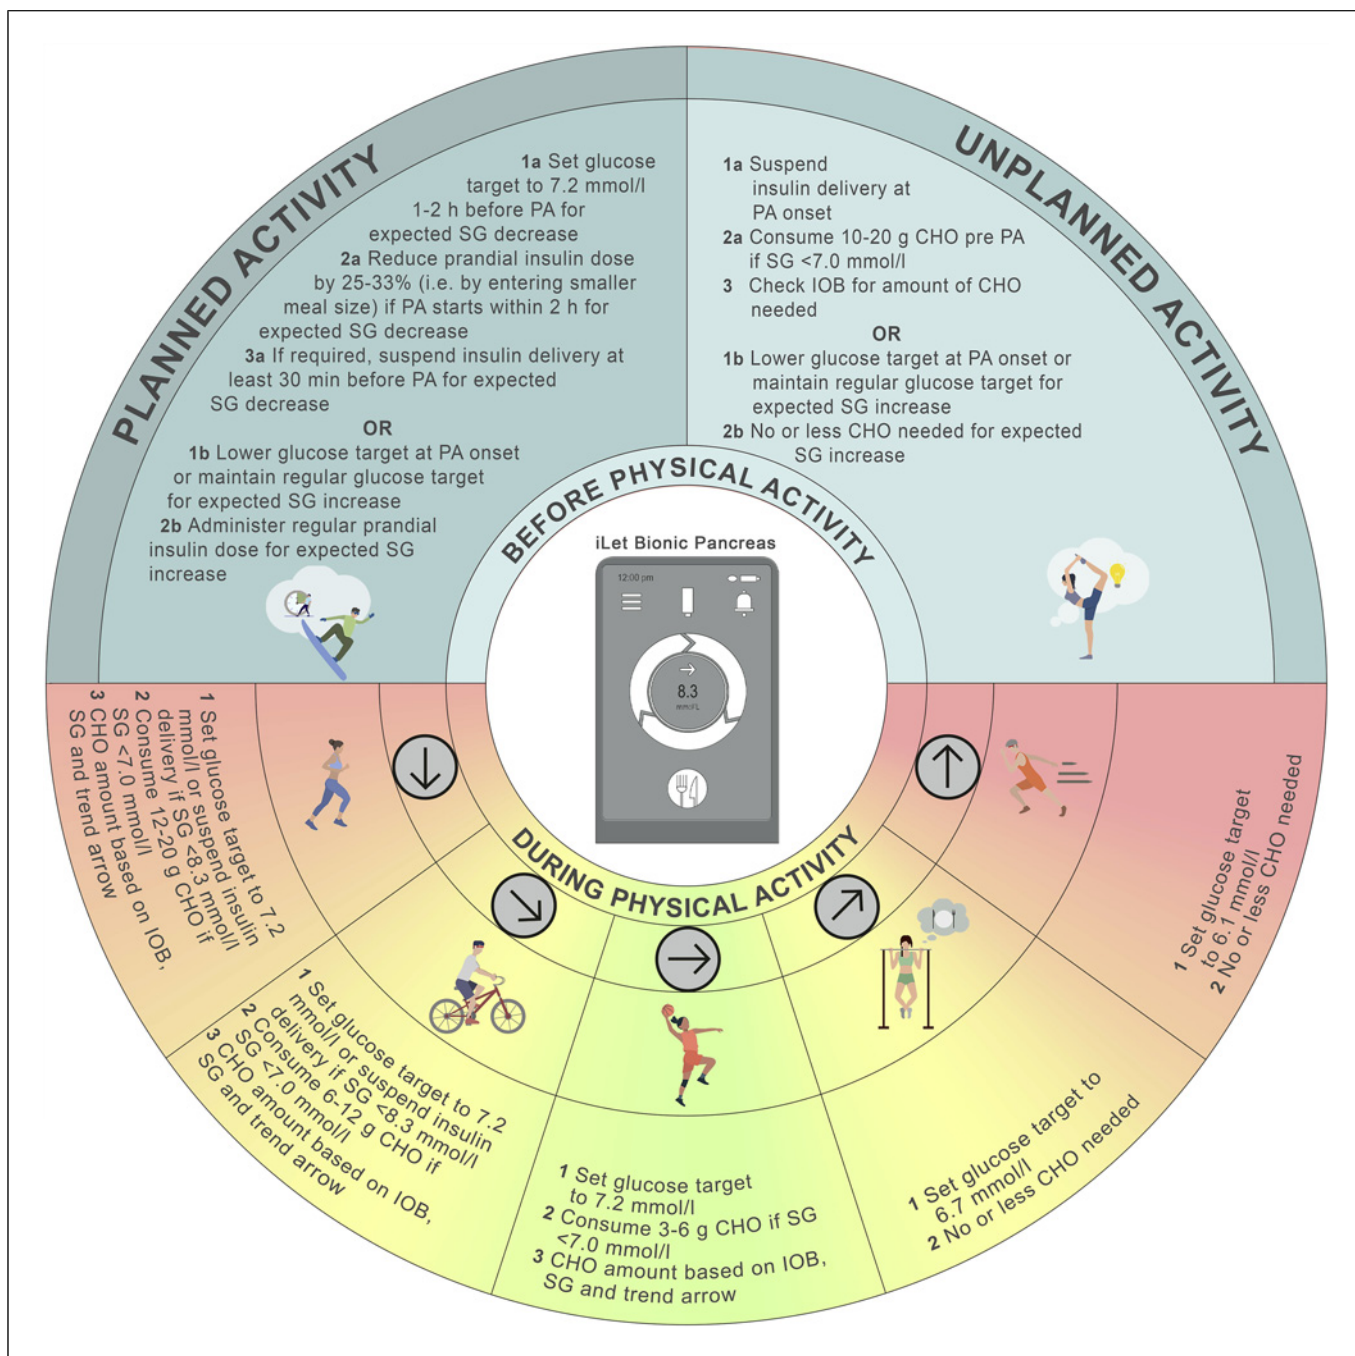 PLANNED ACTIVITY
1a Set glucose
target to 7.2 mmol/l
1-2 h before PA for
expected SG decrease
2a Reduce prandial insulin dose
by 25-33% (i.e. by entering smaller
meal size) if PA starts within 2 h for
expected SG decrease
3a If required, suspend insulin delivery at
least 30 min before PA for expected
SG decrease
OR
1b Lower glucose target at PA onset
or maintain regular glucose target
for expected SG increase
2b Administer regular prandial
insulin dose for expected SG
increase
UNPLANNED ACTIVITY
1a Suspend
insulin delivery at
PA onset
2a Consume 10-20 g CHO pre PA
if SG <7.0 mmol/l
3 Check IOB for amount of CHO
needed
OR
1b Lower glucose target at PA onset or
maintain regular glucose target for
expected SG increase
2b No or less CHO needed for expected
SG increase
BEFORE PHYSICAL ACTIVITY
iLet Bionic Pancreas
12:00 pm
8.3
mmol/L
DURING PHYSICAL ACTIVITY
1 Set glucose target to 7.2
mmol/l or suspend insulin
delivery if SG <8.3 mmol/l
2 Consume 12-20 g CHO if
SG <7.0 mmol/l
3 CHO amount based on IOB,
SG and trend arrow
1 Set glucose target to 7.2
mmol/l or suspend insulin
delivery if SG <8.3 mmol/l
2 Consume 6-12 g CHO if
SG <7.0 mmol/l
3 CHO amount based on IOB,
SG and trend arrow
1 Set glucose target
to 7.2 mmol/l
2 Consume 3-6 g CHO if SG
<7.0 mmol/l
3 CHO amount based on IOB,
SG and trend arrow
1 Set glucose target to
6.7 mmol/l
2 No or less CHO needed
1 Set glucose target
to 6.1 mmol/l
2 No or less CHO needed